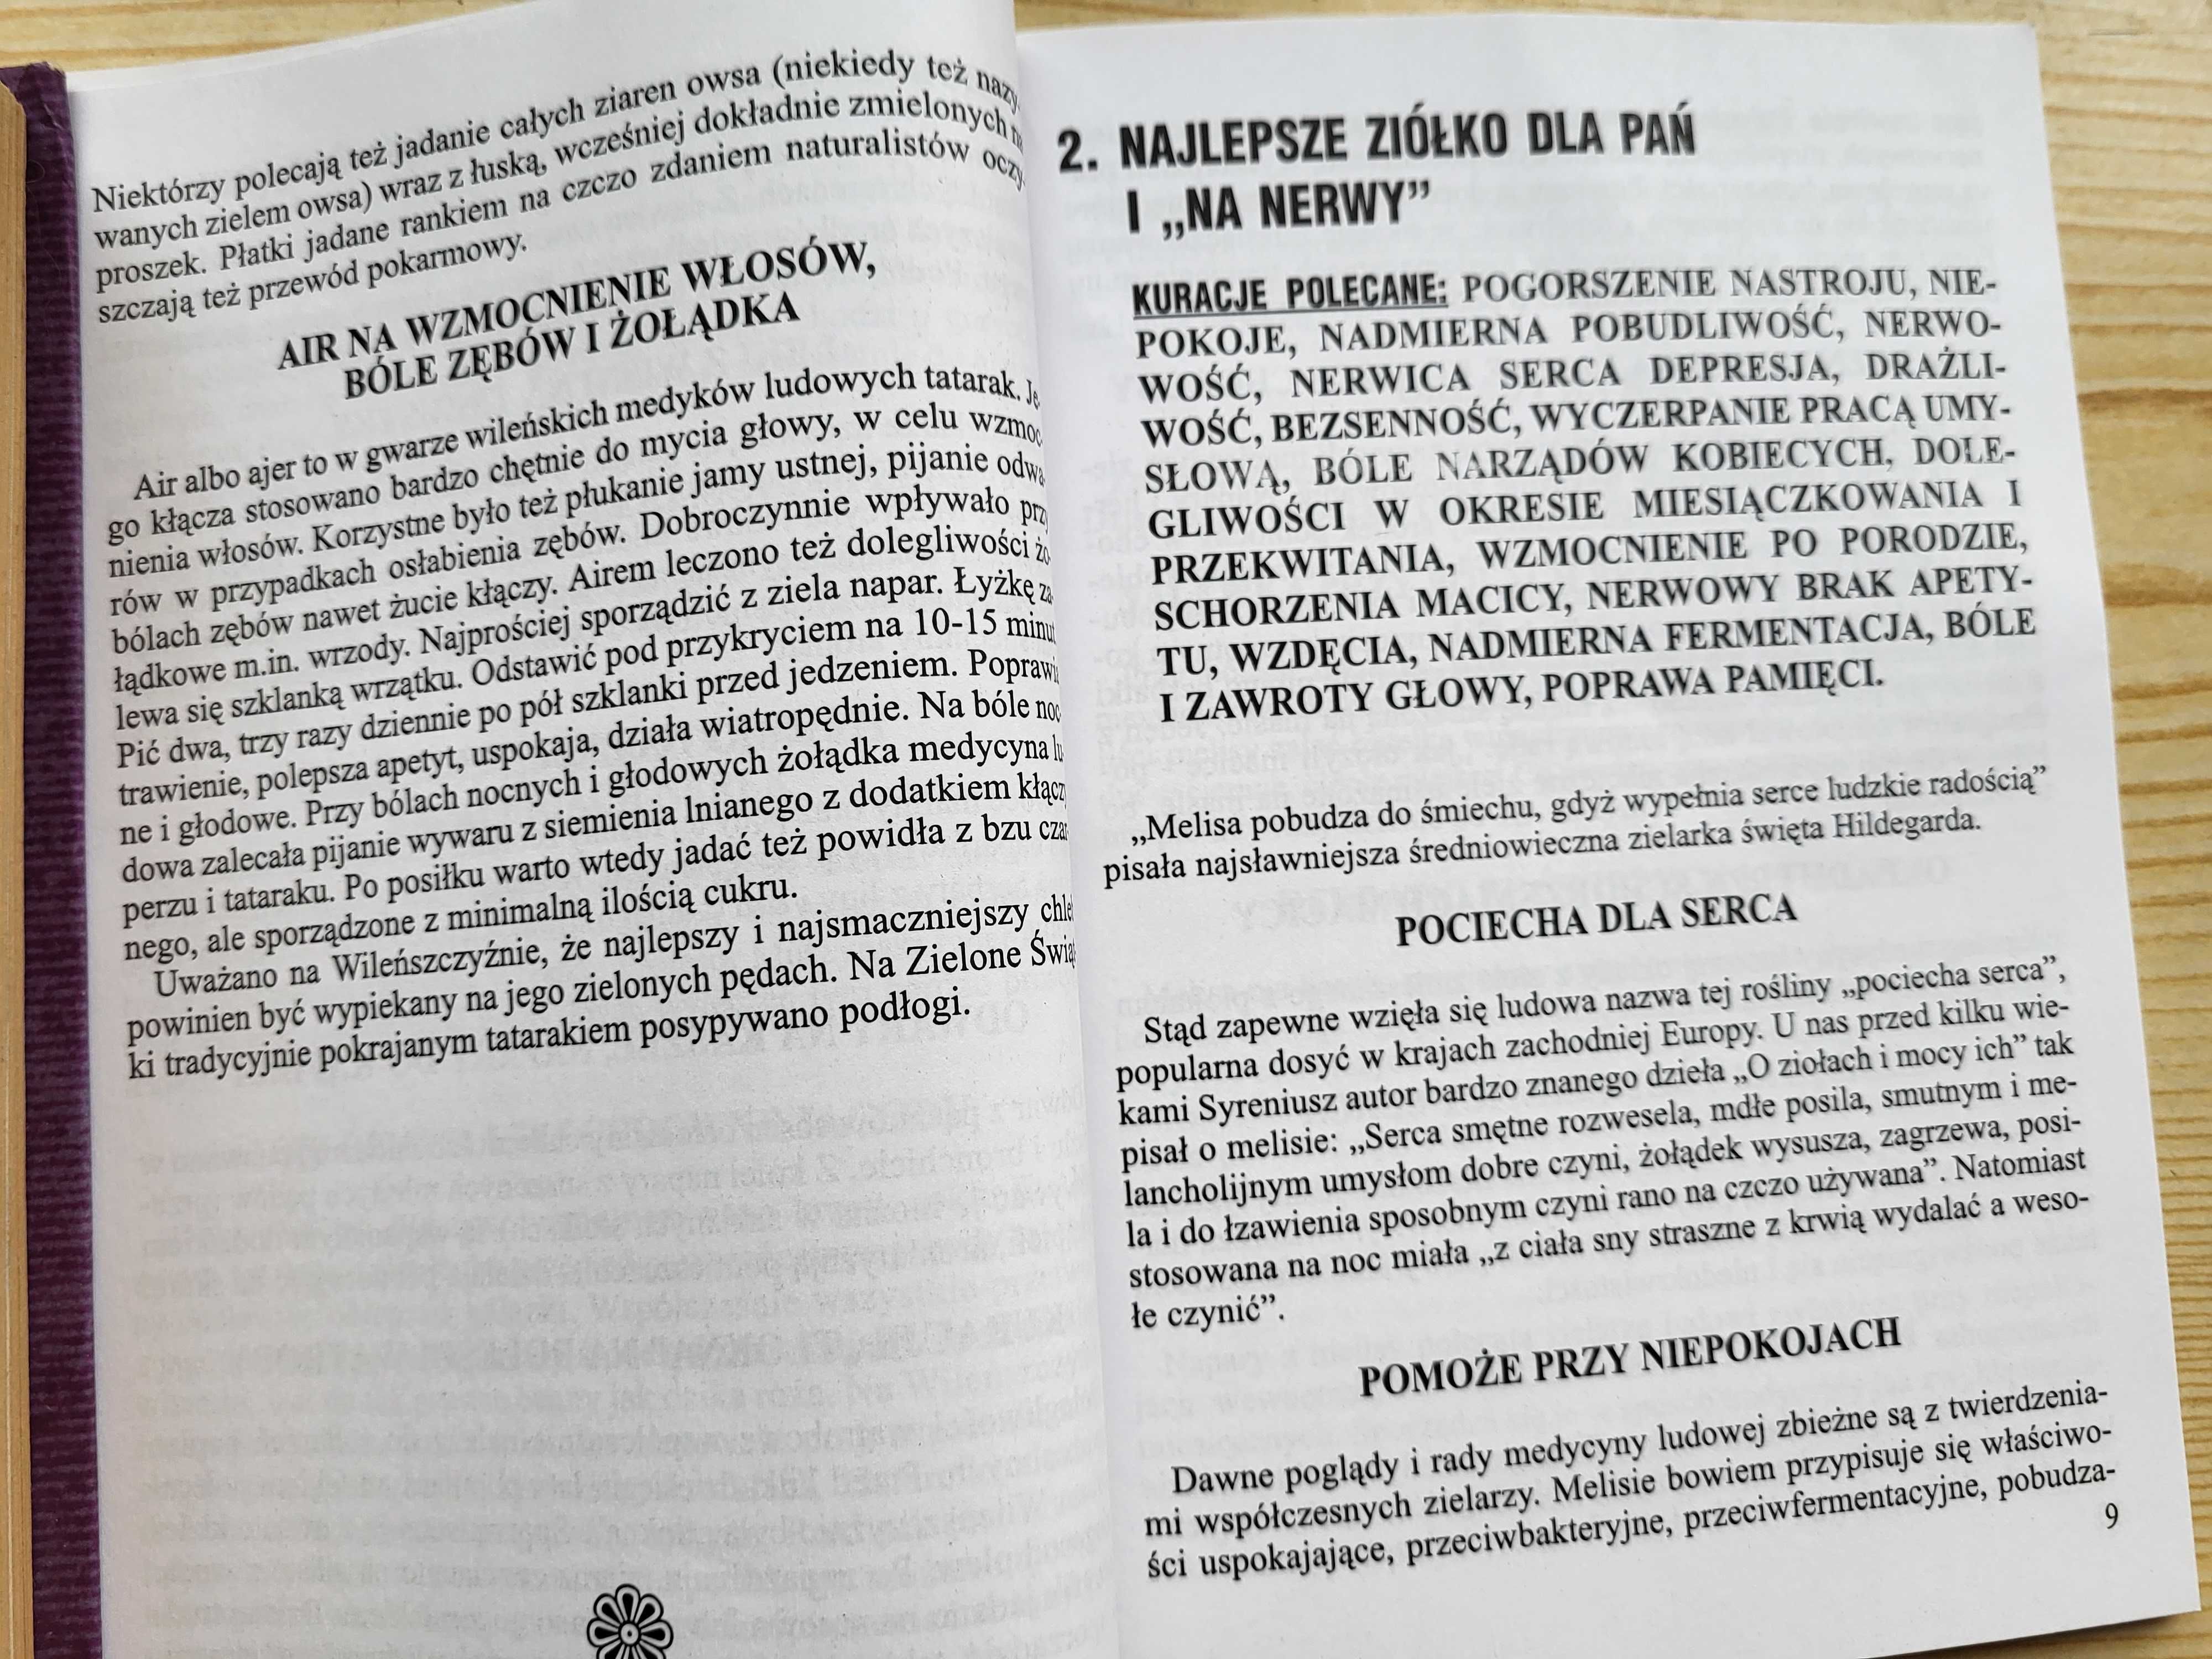 Niektórzy polecają też jadanie całych ziaren owsa (niekiedy też nazy-
wanych zielem owsa) wraz z łuską, wcześniej dokładnie zmielonych na
proszek. Płatki jadane rankiem na czczo zdaniem naturalistów oczy-
szczają też przewód pokarmowy.
AIR NA WZMOCNIENIE WŁOSÓW,
BÓLE ZĘBÓW I ŻOŁĄDKA
Air albo ajer to w gwarze wileńskich medyków ludowych tatarak. Je-
go kłącza stosowano bardzo chętnie do mycia głowy, w celu wzmoc-
nienia włosów. Korzystne było też płukanie jamy ustnej, pijanie odwa-
rów w przypadkach osłabienia zębów. Dobroczynnie wpływało przy
bólach zębów nawet żucie kłączy. Airem leczono też dolegliwości żo-
łądkowe m.in. wrzody. Najprościej sporządzić z ziela napar. Łyżkę za-
lewa się szklanką wrzątku. Odstawić pod przykryciem na 10-15 minut
Pić dwa, trzy razy dziennie po pół szklanki przed jedzeniem. Poprawia
trawienie, polepsza apetyt, uspokaja, działa wiatropędnie. Na bóle noc-
ne i głodowe. Przy bólach nocnych i głodowych żołądka medycyna lu-
dowa zalecała pijanie wywaru z siemienia lnianego z dodatkiem kłączy
perzu i tataraku. Po posiłku warto wtedy jadać też powidła z bzu czar-
nego, ale sporządzone z minimalną ilością cukru.
Uważano na Wileńszczyźnie, że najlepszy i najsmaczniejszy chleb
powinien być wypiekany na jego zielonych pędach. Na Zielone Świąt-
ki tradycyjnie pokrajanym tatarakiem posypywano podłogi.
2. NAJLEPSZE ZIÓŁKO DLA PAŃ
I „NA NERWY”
KURACJE POLECANE: POGORSZENIE NASTROJU, NIE-
POKOJE, NADMIERNA POBUDLIWOŚĆ, NERWO-
WOŚĆ, NERWICA SERCA DEPRESJA, DRAŹLI-
WOŚĆ, BEZSENNOŚĆ, WYCZERPANIE PRACĄ UMY-
SŁOWĄ, BÓLE NARZĄDÓW KOBIECYCH, DOLE-
GLIWOŚCI W OKRESIE MIESIĄCZKOWANIA I
PRZEKWITANIA, WZMOCNIENIE PO PORODZIE,
SCHORZENIA MACICY, NERWOWY BRAK APETY-
TU, WZDĘCIA, NADMIERNA FERMENTACJA, BÓLE
I ZAWROTY GŁOWY, POPRAWA PAMIĘCI.
„Melisa pobudza do śmiechu, gdyż wypełnia serce ludzkie radością”
pisała najsławniejsza średniowieczna zielarka święta Hildegarda.
POCIECHA DLA SERCA
Stąd zapewne wzięła się ludowa nazwa tej rośliny „pociecha serca”,
popularna dosyć w krajach zachodniej Europy. U nas przed kilku wie-
kami Syreniusz autor bardzo znanego dzieła „O ziołach i mocy ich” tak
pisał o melisie: „Serca smętne rozwesela, mdłe posila, smutnym i me-
lancholijnym umysłom dobre czyni, żołądek wysusza, zagrzewa, posi-
la i do łzawienia sposobnym czyni rano na czczo używana”. Natomiast
stosowana na noc miała „z ciała sny straszne z krwią wydalać a weso-
łe czynić”.
POMOŻE PRZY NIEPOKOJACH
Dawne poglądy i rady medycyny ludowej zbieżne są z twierdzenia-
mi współczesnych zielarzy. Melisie bowiem przypisuje się właściwo-
ści uspokajające, przeciwbakteryjne, przeciwfermentacyjne, pobudza-
9